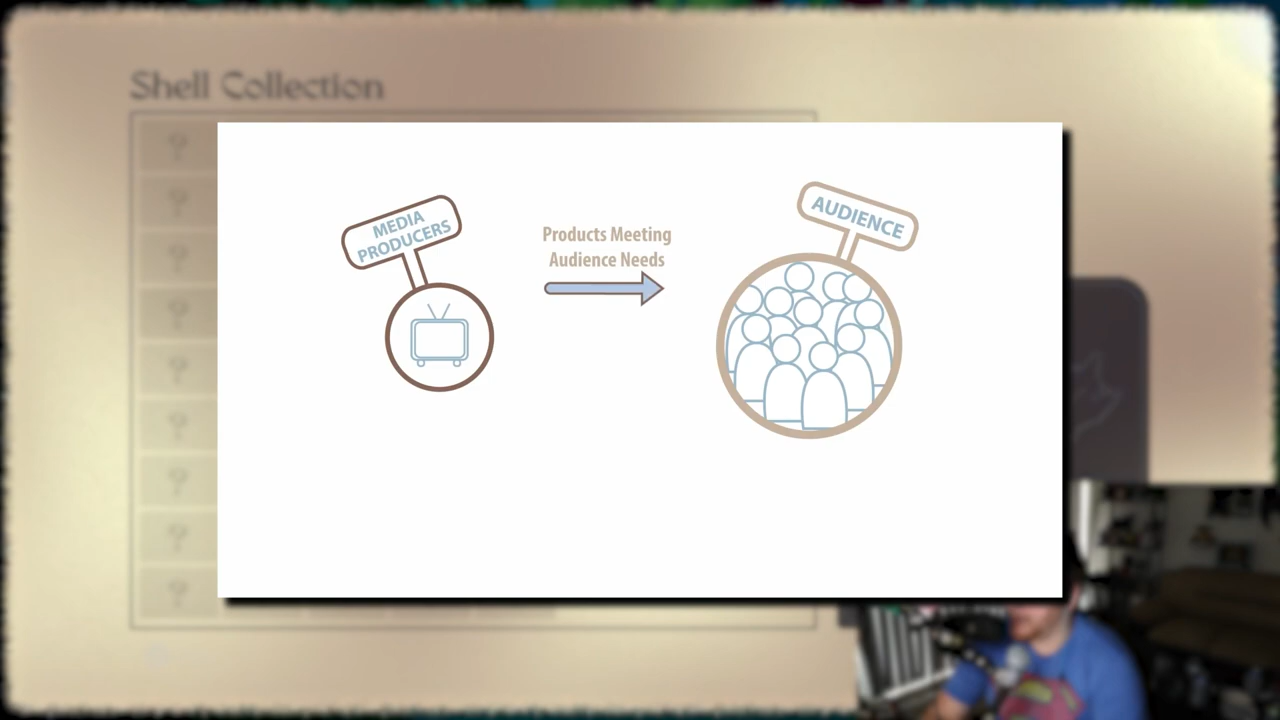 Shell Collection
?
?
?
?
?
?
?
?
?
MEDIA
PRODUCERS
Products Meeting
Audience Needs
AUDIENCE